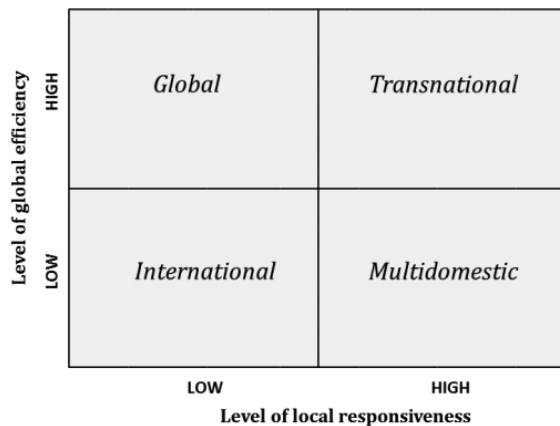 Level of global efficiency
HIGH
LOW
Global
Transnational
International
Multidomestic
LOW
HIGH
Level of local responsiveness